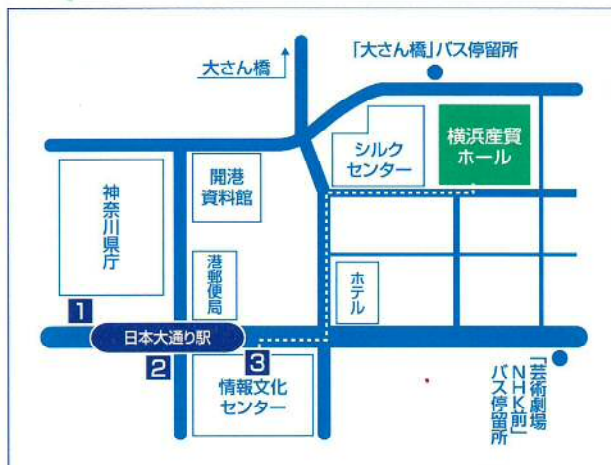 「大さん橋」バス停留所
大さん橋
横浜産貿
ホール
シルク
センター
開港
資料館
神奈川県庁
港郵便局
ホテル
1
日本大通り駅
2
3
情報文化
センター
「芸術劇場
NHK前」
バス停留所